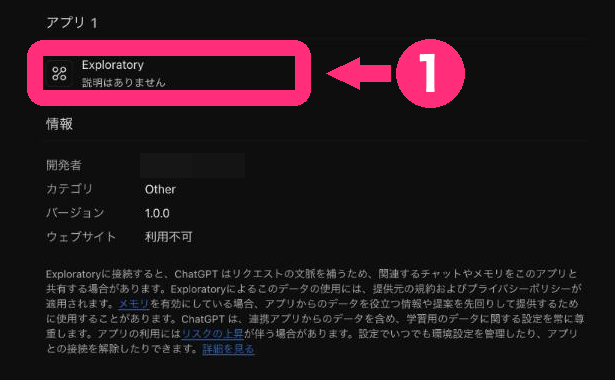 アプリ 1
Exploratory
説明はありません
1
情報
開発者
カテゴリ Other
バージョン 1.0.0
ウェブサイト 利用不可
Exploratoryに接続すると、ChatGPT はリクエストの文脈を補うため、関連するチャットやメモリをこのアプリと
共有する場合があります。Exploratoryによるこのデータの使用には、提供元の規約およびプライバシーポリシーが
適用されます。メモリを有効にしている場合、アプリからのデータを役立つ情報や提案を先回りして提供するため
に使用することがあります。ChatGPT は、連携アプリからのデータを含め、学習用のデータに関する設定を常に尊
重します。アプリの利用にはリスクの上昇が伴う場合があります。設定でいつでも環境設定を管理したり、アプリ
との接続を解除したりできます。詳細を見る